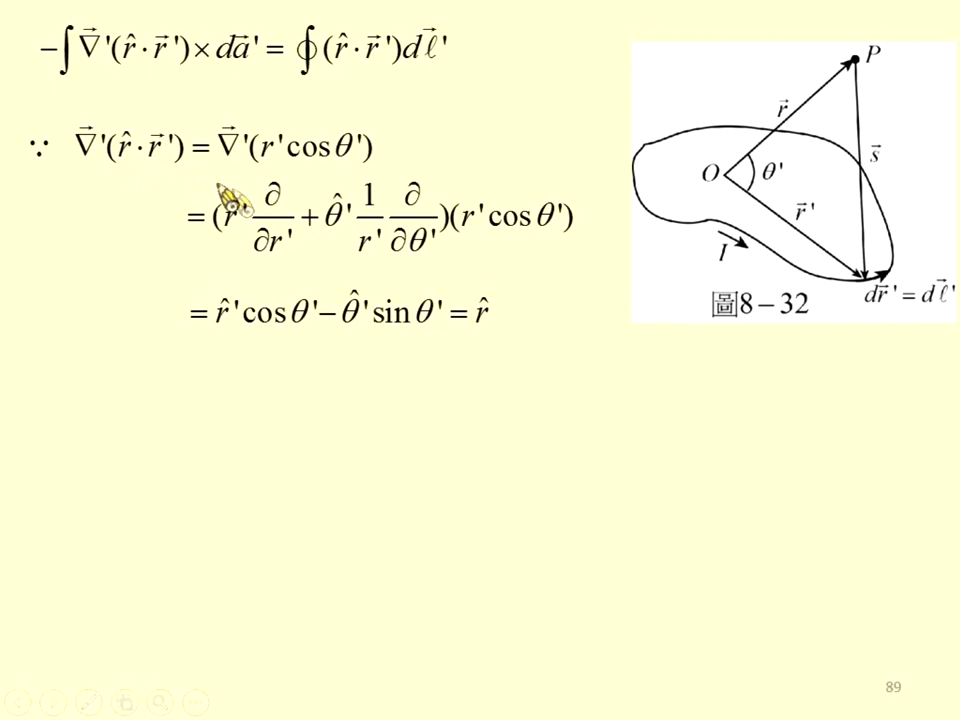 −∫∇⃗'(r̂·r⃗')×da⃗' = ∮(r̂·r⃗')dℓ⃗'
∵ ∇⃗'(r̂·r⃗') = ∇⃗'(r'cosθ')
= (r̂' ∂/∂r' + θ̂' 1/r' ∂/∂θ')(r'cosθ')
= r̂'cosθ'−θ̂'sinθ' = r̂
P
r⃗
s⃗
O
θ'
r⃗'
I
dr⃗' = dℓ⃗'
圖8−32
89